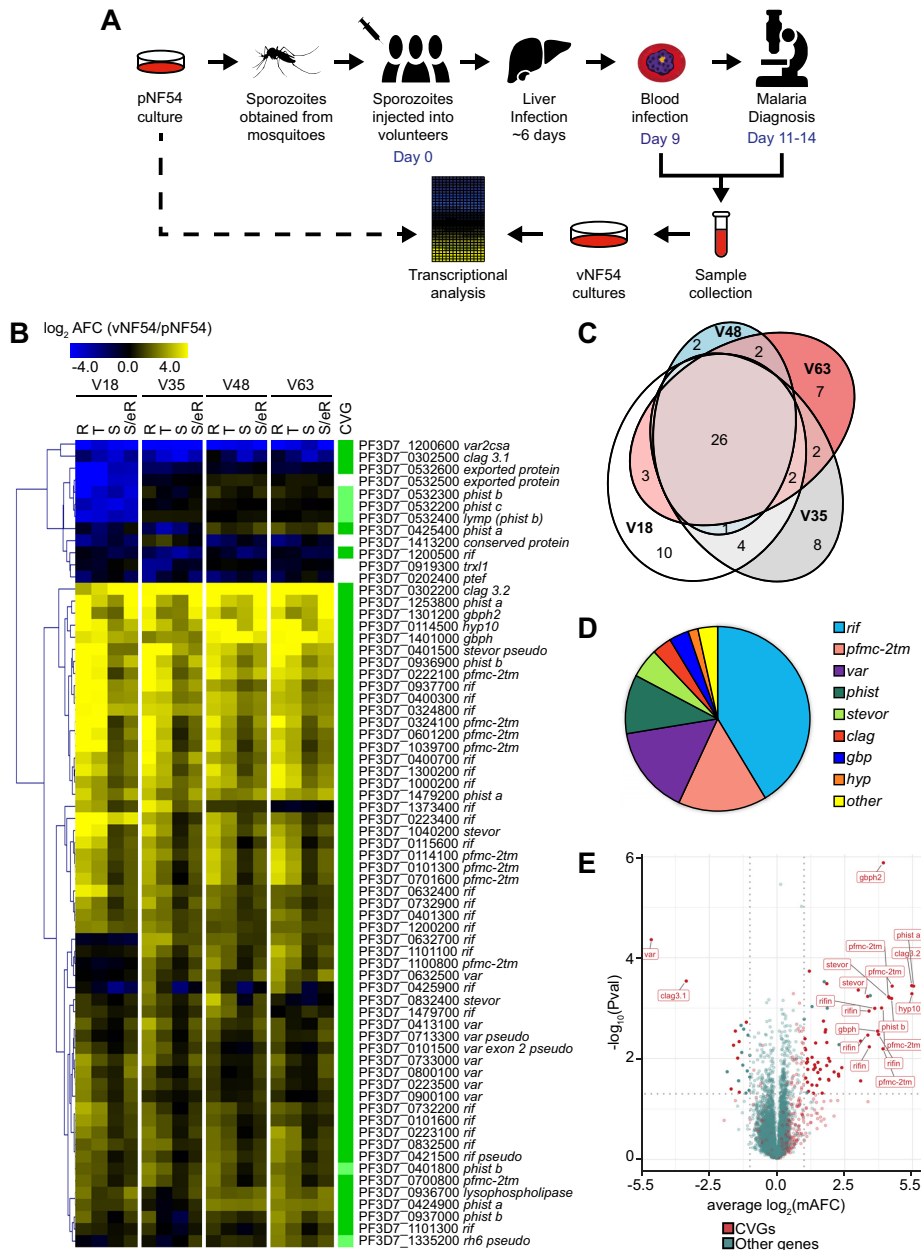 A
pNF54
culture
Sporozoites
obtained from
mosquitoes
Sporozoites
injected into
volunteers
Day 0
Liver
Infection
~6 days
Blood
infection
Day 9
Malaria
Diagnosis
Day 11-14
Transcriptional
analysis
vNF54
cultures
Sample
collection
B
log2 AFC (vNF54/pNF54)
-4.0 0.0 4.0
V18 V35 V48 V63
R T S S/eR R T S S/eR R T S S/eR R T S S/eR CVG
PF3D7_1200600 var2csa
PF3D7_0302500 clag 3.1
PF3D7_0532600 exported protein
PF3D7_0532500 exported protein
PF3D7_0532300 phist b
PF3D7_0532200 phist c
PF3D7_0532400 lymp (phist b)
PF3D7_0425400 phist a
PF3D7_1413200 conserved protein
PF3D7_1200500 rif
PF3D7_0919300 trxl1
PF3D7_0202400 ptef
PF3D7_0302200 clag 3.2
PF3D7_1253800 phist a
PF3D7_1301200 gbph2
PF3D7_0114500 hyp10
PF3D7_1401000 gbph
PF3D7_0401500 stevor pseudo
PF3D7_0936900 phist b
PF3D7_0222100 pfmc-2tm
PF3D7_0937700 rif
PF3D7_0400300 rif
PF3D7_0324800 rif
PF3D7_0324100 pfmc-2tm
PF3D7_0601200 pfmc-2tm
PF3D7_1039700 pfmc-2tm
PF3D7_0400700 rif
PF3D7_1300200 rif
PF3D7_1000200 rif
PF3D7_1479200 phist a
PF3D7_1373400 rif
PF3D7_0223400 rif
PF3D7_1040200 stevor
PF3D7_0115600 rif
PF3D7_0114100 pfmc-2tm
PF3D7_0101300 pfmc-2tm
PF3D7_0701600 pfmc-2tm
PF3D7_0632400 rif
PF3D7_0732900 rif
PF3D7_0401300 rif
PF3D7_1200200 rif
PF3D7_0632700 rif
PF3D7_1101100 rif
PF3D7_1100800 pfmc-2tm
PF3D7_0632500 var
PF3D7_0425900 rif
PF3D7_0832400 stevor
PF3D7_1479700 rif
PF3D7_0413100 var
PF3D7_0713300 var pseudo
PF3D7_0101500 var exon 2 pseudo
PF3D7_0733000 var
PF3D7_0800100 var
PF3D7_0223500 var
PF3D7_0900100 var
PF3D7_0732200 rif
PF3D7_0101600 rif
PF3D7_0223100 rif
PF3D7_0832500 rif
PF3D7_0421500 rif pseudo
PF3D7_0401800 phist b
PF3D7_0700800 pfmc-2tm
PF3D7_0936700 lysophospholipase
PF3D7_0424900 phist a
PF3D7_0937000 phist b
PF3D7_1101300 rif
PF3D7_1335200 rh6 pseudo
C
V48
2
2
V63
7
26
2
3
2
V18
1
V35
10
4
8
D
rif
pfmc-2tm
var
phist
stevor
clag
gbp
hyp
other
E
-log10(Pval)
6
4
2
0
gbph2
var
clag3.1
phist a
pfmc-2tm
clag3.2
stevor
pfmc-2tm
stevor
rifin
hyp10
rifin
phist b
gbph
pfmc-2tm
rifin
rifin
rifin
pfmc-2tm
-5.5 -2.5 0.0 2.5 5.5
average log2(mAFC)
CVGs
Other genes